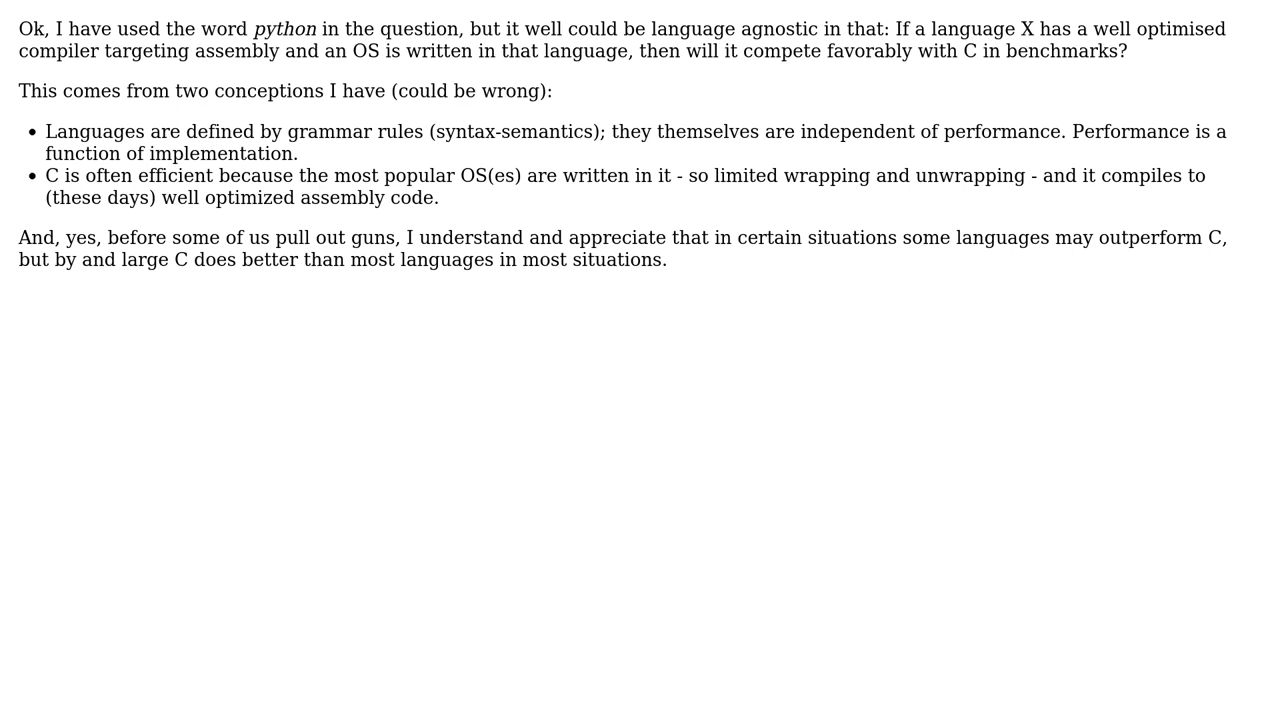 Ok, I have used the word python in the question, but it well could be language agnostic in that: If a language X has a well optimised
compiler targeting assembly and an OS is written in that language, then will it compete favorably with C in benchmarks?
This comes from two conceptions I have (could be wrong):
• Languages are defined by grammar rules (syntax-semantics); they themselves are independent of performance. Performance is a
function of implementation.
• C is often efficient because the most popular OS(es) are written in it - so limited wrapping and unwrapping - and it compiles to
(these days) well optimized assembly code.
And, yes, before some of us pull out guns, I understand and appreciate that in certain situations some languages may outperform C,
but by and large C does better than most languages in most situations.